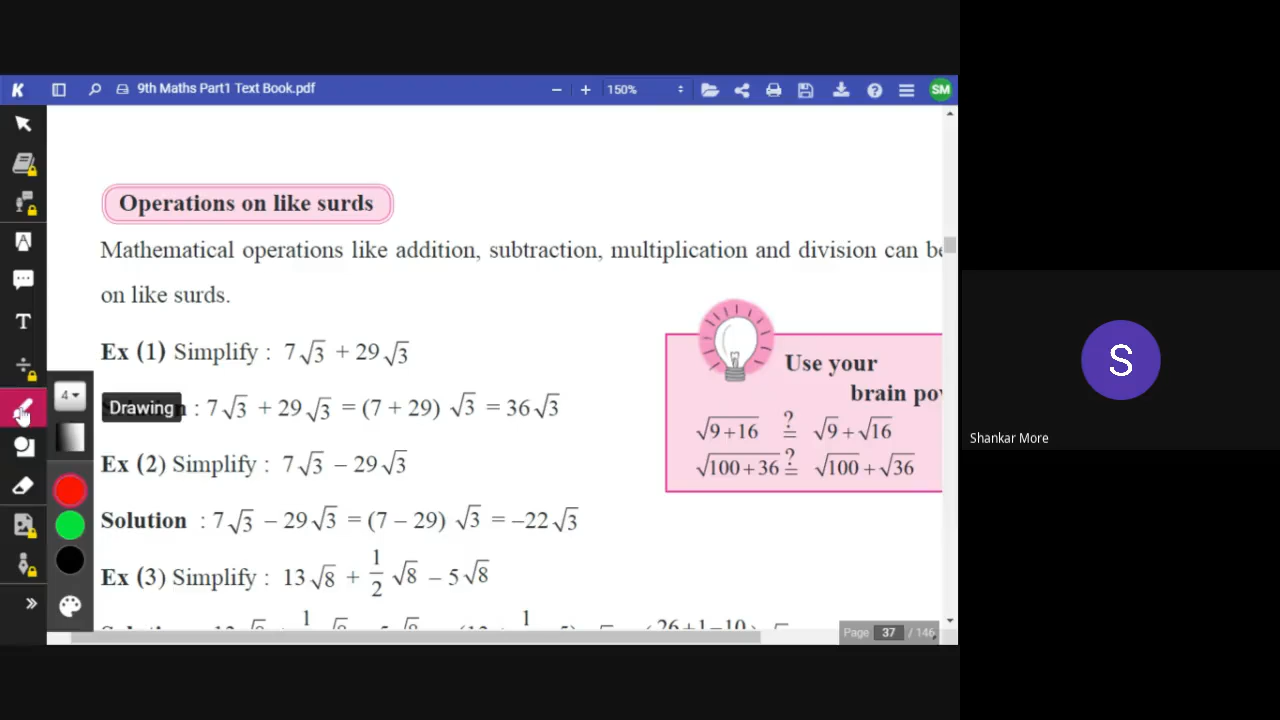 K 9th Maths Part1 Text Book.pdf 150% SM
Operations on like surds
Mathematical operations like addition, subtraction, multiplication and division can be
on like surds.
Ex (1) Simplify : 7√3 + 29√3
Drawing : 7√3 + 29√3 = (7 + 29) √3 = 36√3
Ex (2) Simplify : 7√3 – 29√3
Solution : 7√3 – 29√3 = (7 – 29) √3 = –22√3
Ex (3) Simplify : 13√8 + 1/2 √8 – 5√8
Use your
brain
√9+16 ?= √9 + √16
√100+36 ?= √100 + √36
4
T
Page 37 / 146
S
Shankar More